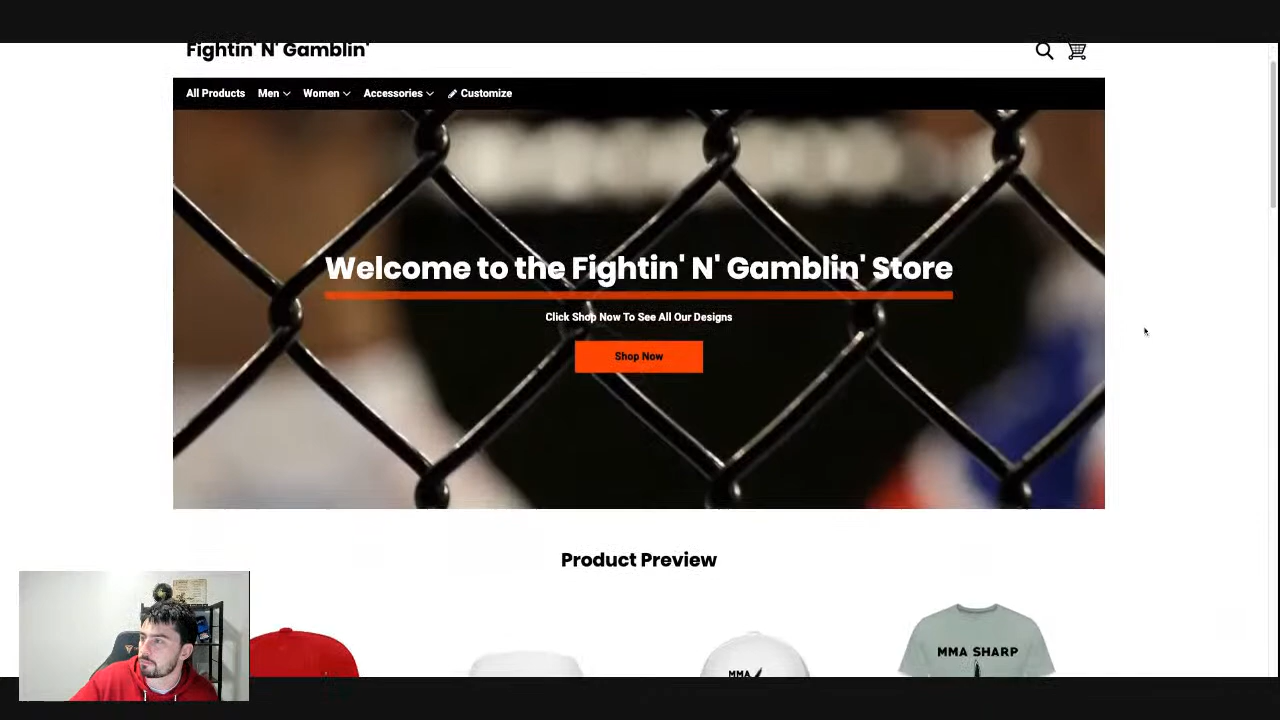 Fightin' N' Gamblin'
All Products Men Women Accessories Customize
Welcome to the Fightin' N' Gamblin' Store
Click Shop Now To See All Our Designs
Shop Now
Product Preview
MMA
MMA SHARP